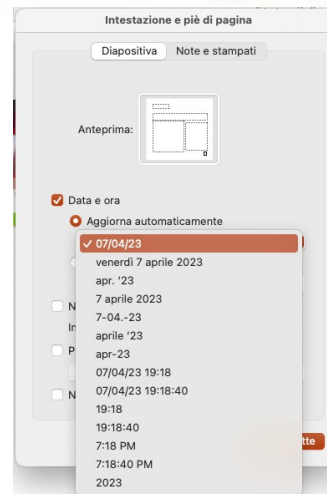 Intestazione e piè di pagina
Diapositiva Note e stampati
Anteprima:
Data e ora
Aggiorna automaticamente
07/04/23
venerdì 7 aprile 2023
apr. '23
7 aprile 2023
7-04.-23
aprile '23
apr-23
07/04/23 19:18
07/04/23 19:18:40
19:18
19:18:40
7:18 PM
7:18:40 PM
2023